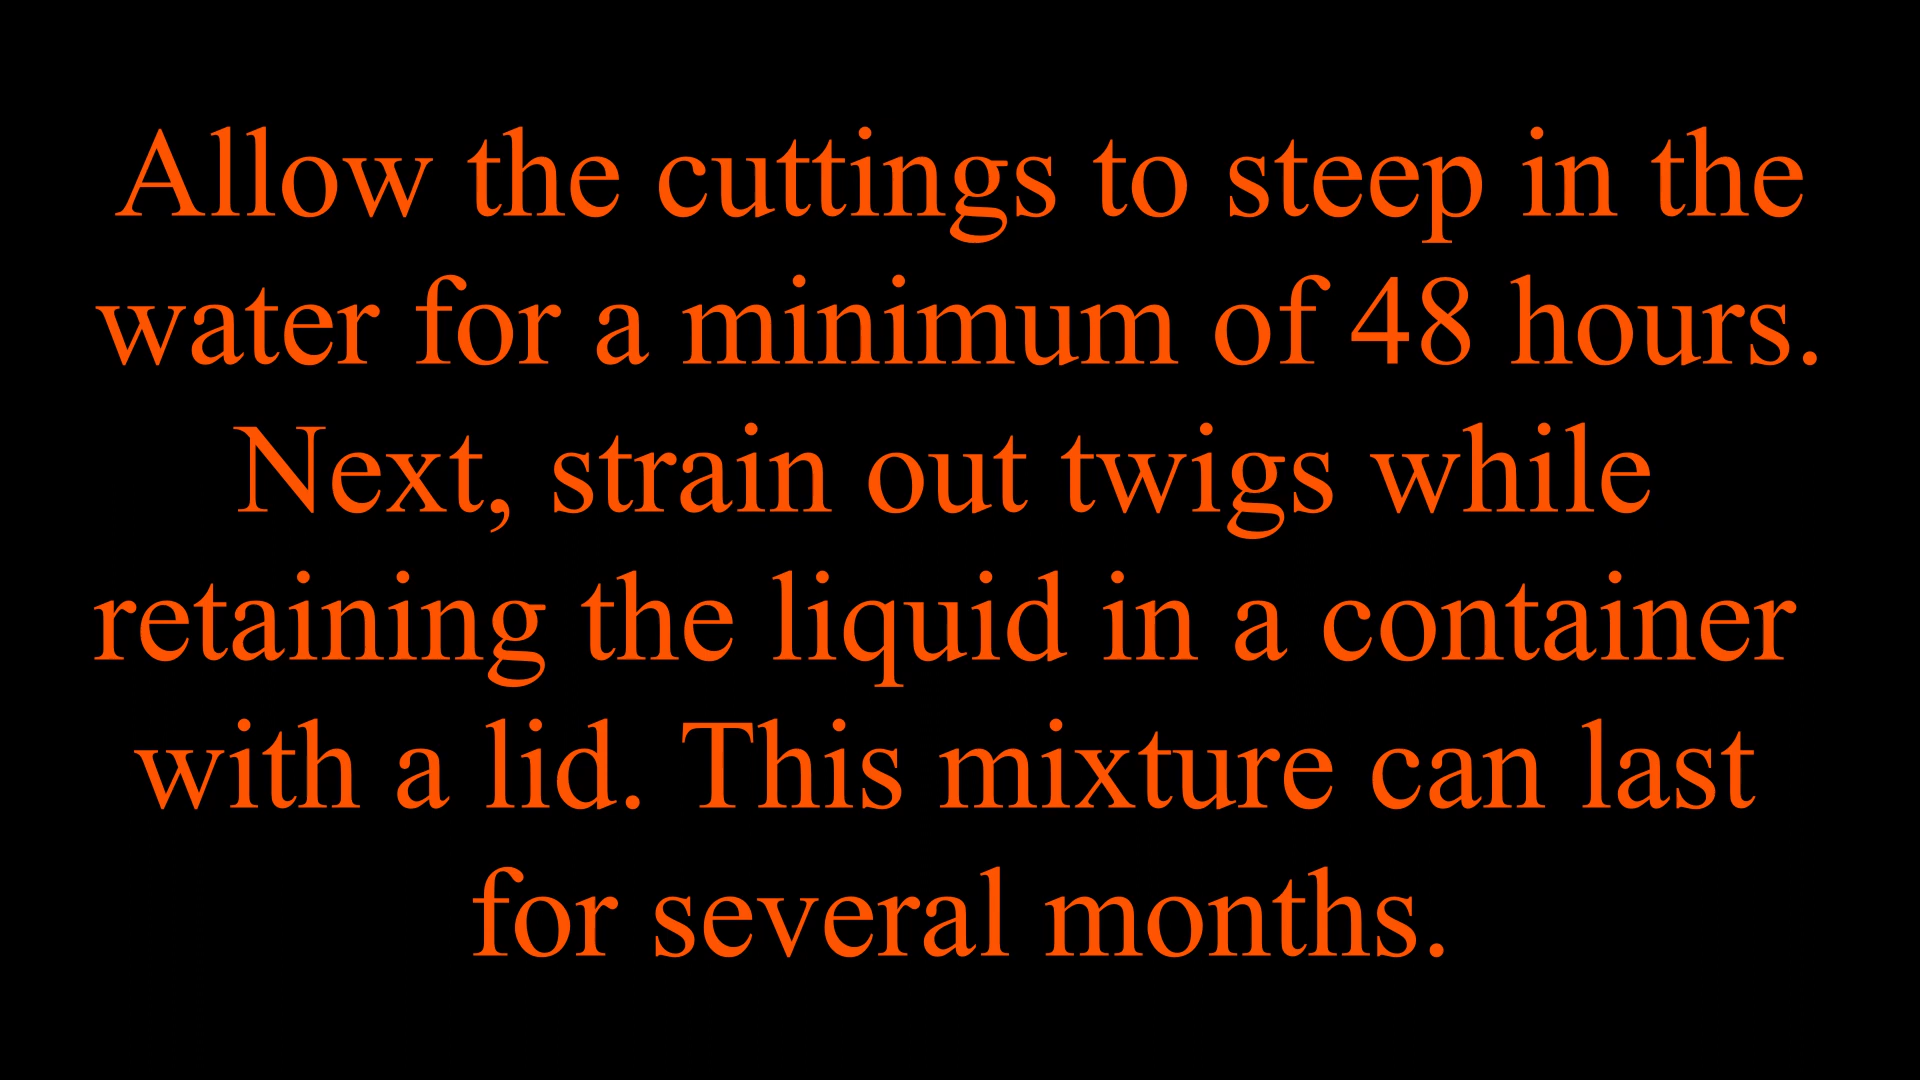 Allow the cuttings to steep in the
water for a minimum of 48 hours.
Next, strain out twigs while
retaining the liquid in a container
with a lid. This mixture can last
for several months.